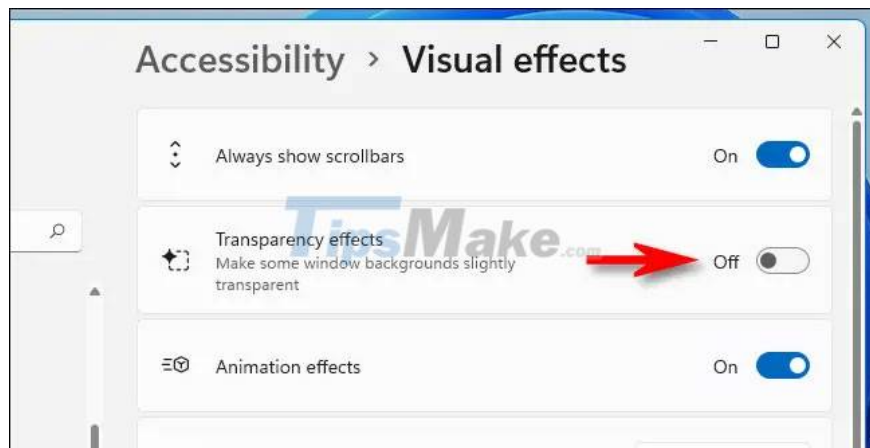 Accessibility > Visual effects
Always show scrollbars
On
TipsMake.com
Transparency effects
Make some window backgrounds slightly
transparent
Off
Animation effects
On